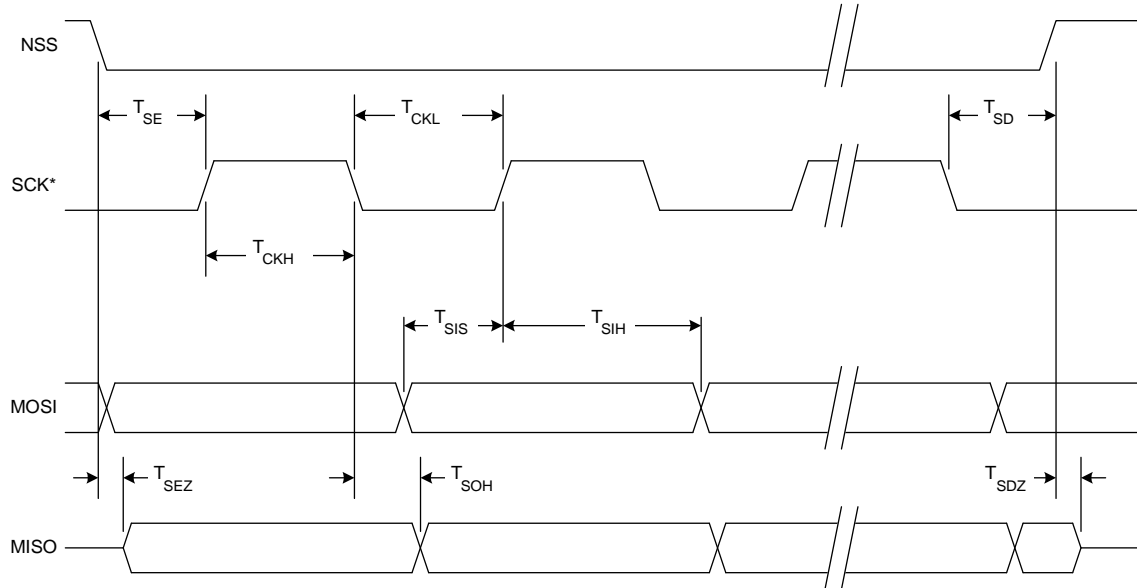 NSS
T_SE
T_CKL
T_SD
SCK*
T_CKH
T_SIS
T_SIH
MOSI
T_SEZ
T_SOH
T_SDZ
MISO